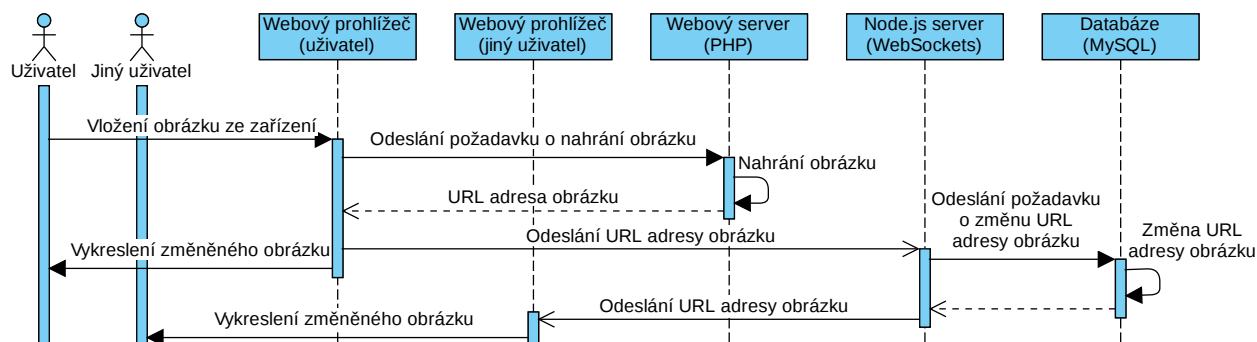 Webový prohlížeč
(uživatel)
Webový prohlížeč
(jiný uživatel)
Webový server
(PHP)
Node.js server
(WebSockets)
Databáze
(MySQL)
Uživatel
Jiný uživatel
Vložení obrázku ze zařízení
Odeslání požadavku o nahrání obrázku
Nahrání obrázku
URL adresa obrázku
Odeslání URL adresy obrázku
Odeslání požadavku
o změnu URL
adresy obrázku
Změna URL
adresy obrázku
Vykreslení změněného obrázku
Odeslání URL adresy obrázku
Vykreslení změněného obrázku